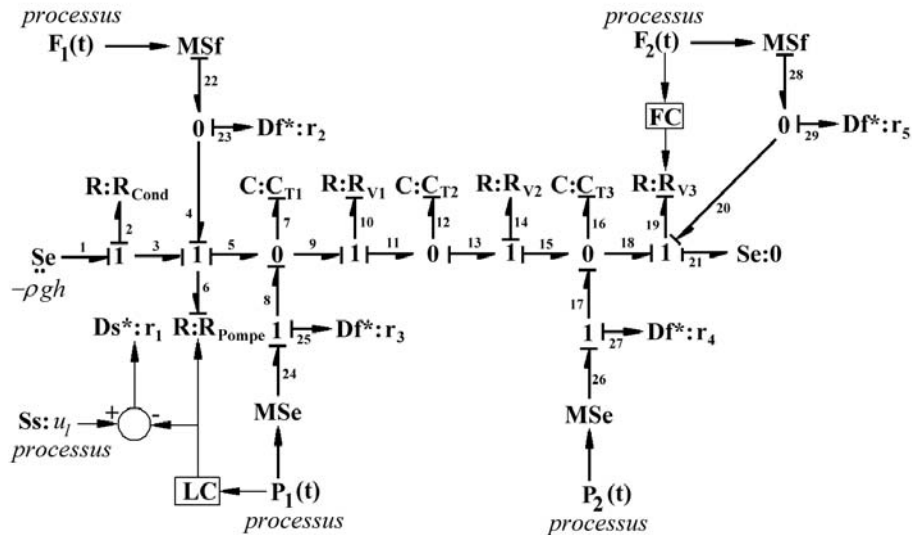 processus processus
F1(t) MSf F2(t) MSf
22 28
0 23 Df*:r2 FC 0 29 Df*:r5
R:RCond C:CT1 R:RV1 C:CT2 R:RV2 C:CT3 R:RV3 20
2 4 7 10 12 14 16 19
Se 1 1 3 1 5 0 9 1 11 0 13 1 15 0 18 1 21 Se:0
-ρgh 6 8 17
Ds*:r1 R:RPompe 1 25 Df*:r3 1 27 Df*:r4
24 26
+ - MSe MSe
Ss: ul
processus
LC P1(t) P2(t)
processus processus